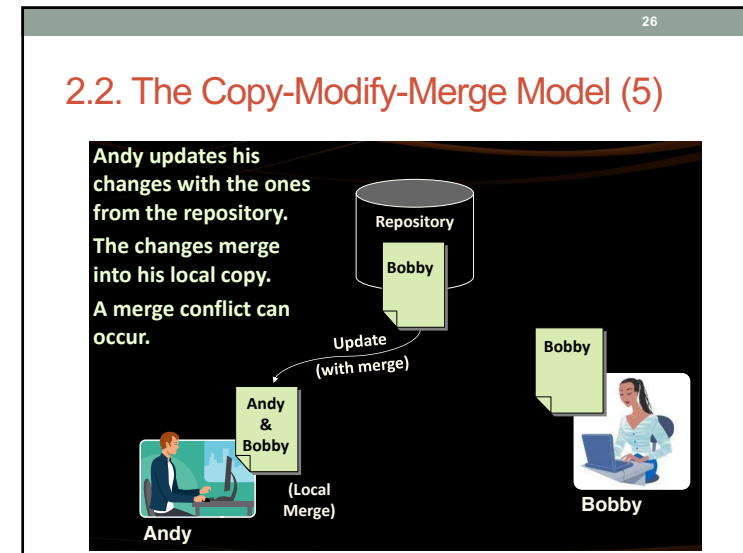 26
2.2. The Copy-Modify-Merge Model (5)
Andy updates his
changes with the ones
from the repository.
The changes merge
into his local copy.
A merge conflict can
occur.
Repository
Bobby
Update
(with merge)
Bobby
Andy
&
Bobby
(Local
Merge)
Andy
Bobby